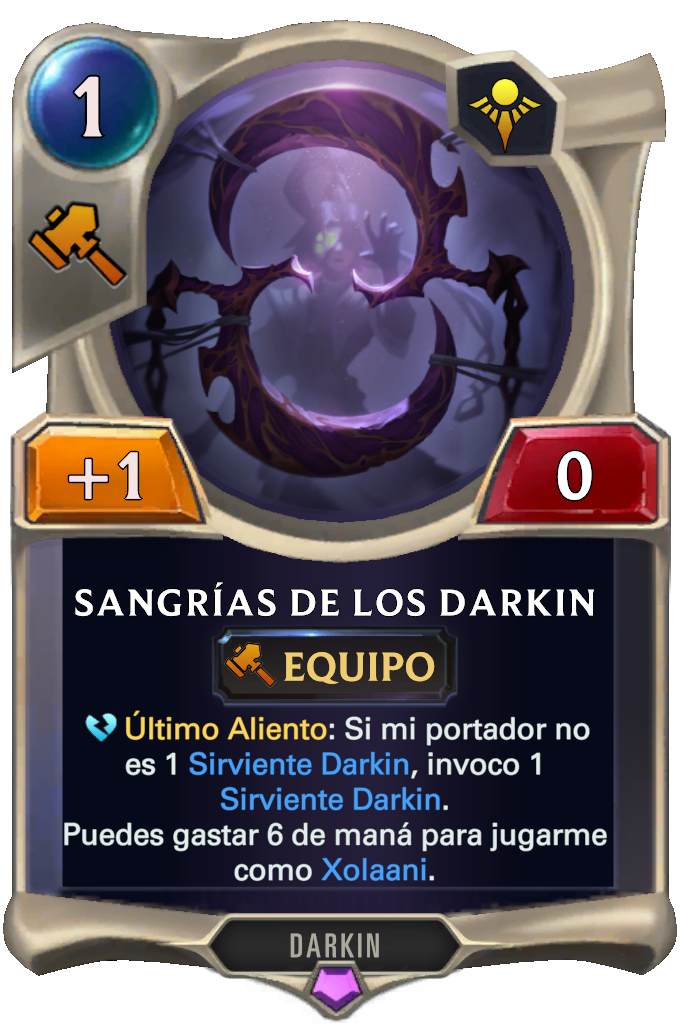 1
+1
0
SANGRÍAS DE LOS DARKIN
EQUIPO
Último Aliento: Si mi portador no
es 1 Sirviente Darkin, invoco 1
Sirviente Darkin.
Puedes gastar 6 de maná para jugarme
como Xolaani.
DARKIN